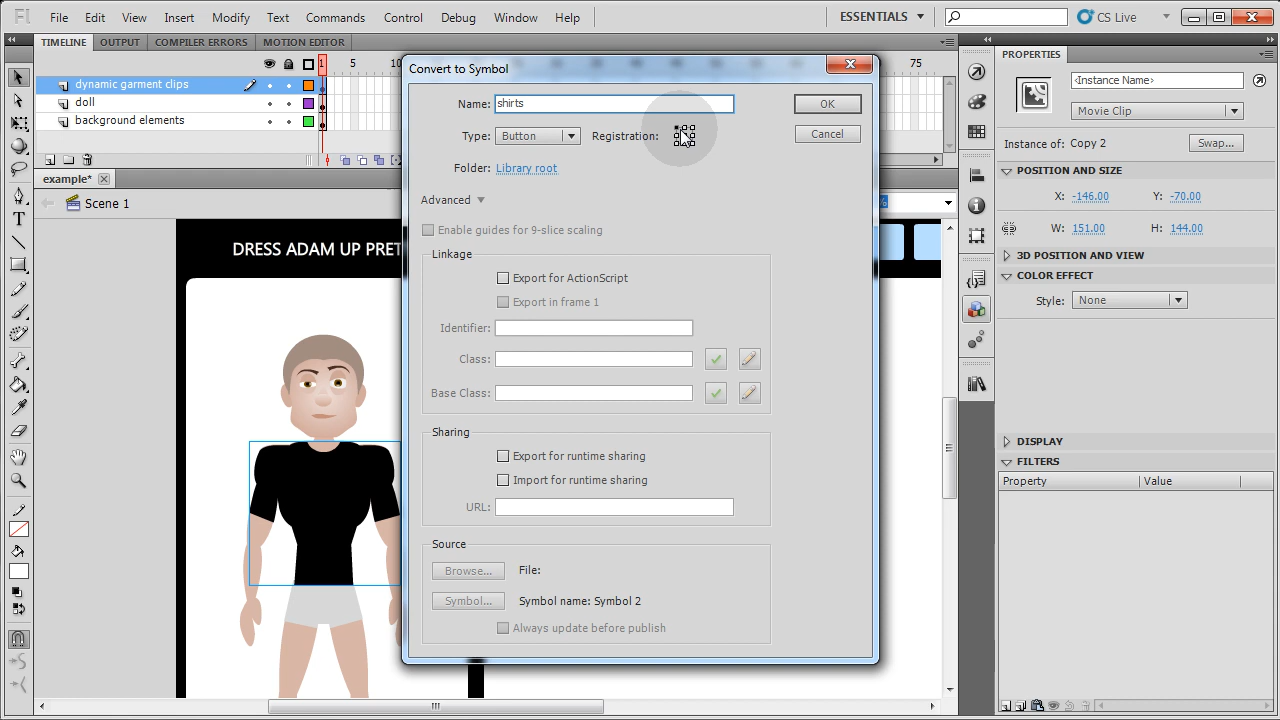 Fl File Edit View Insert Modify Text Commands Control Debug Window Help ESSENTIALS CS Live
TIMELINE OUTPUT COMPILER ERRORS MOTION EDITOR
1 5 10 75
dynamic garment clips
doll
background elements
example*
Scene 1
DRESS ADAM UP PRET
Convert to Symbol
Name: shirts OK
Type: Button Registration: Cancel
Folder: Library root
Advanced
Enable guides for 9-slice scaling
Linkage
Export for ActionScript
Export in frame 1
Identifier:
Class:
Base Class:
Sharing
Export for runtime sharing
Import for runtime sharing
URL:
Source
Browse... File:
Symbol... Symbol name: Symbol 2
Always update before publish
PROPERTIES
<Instance Name>
Movie Clip
Instance of: Copy 2 Swap...
POSITION AND SIZE
X: -146.00 Y: -70.00
W: 151.00 H: 144.00
3D POSITION AND VIEW
COLOR EFFECT
Style: None
DISPLAY
FILTERS
Property Value